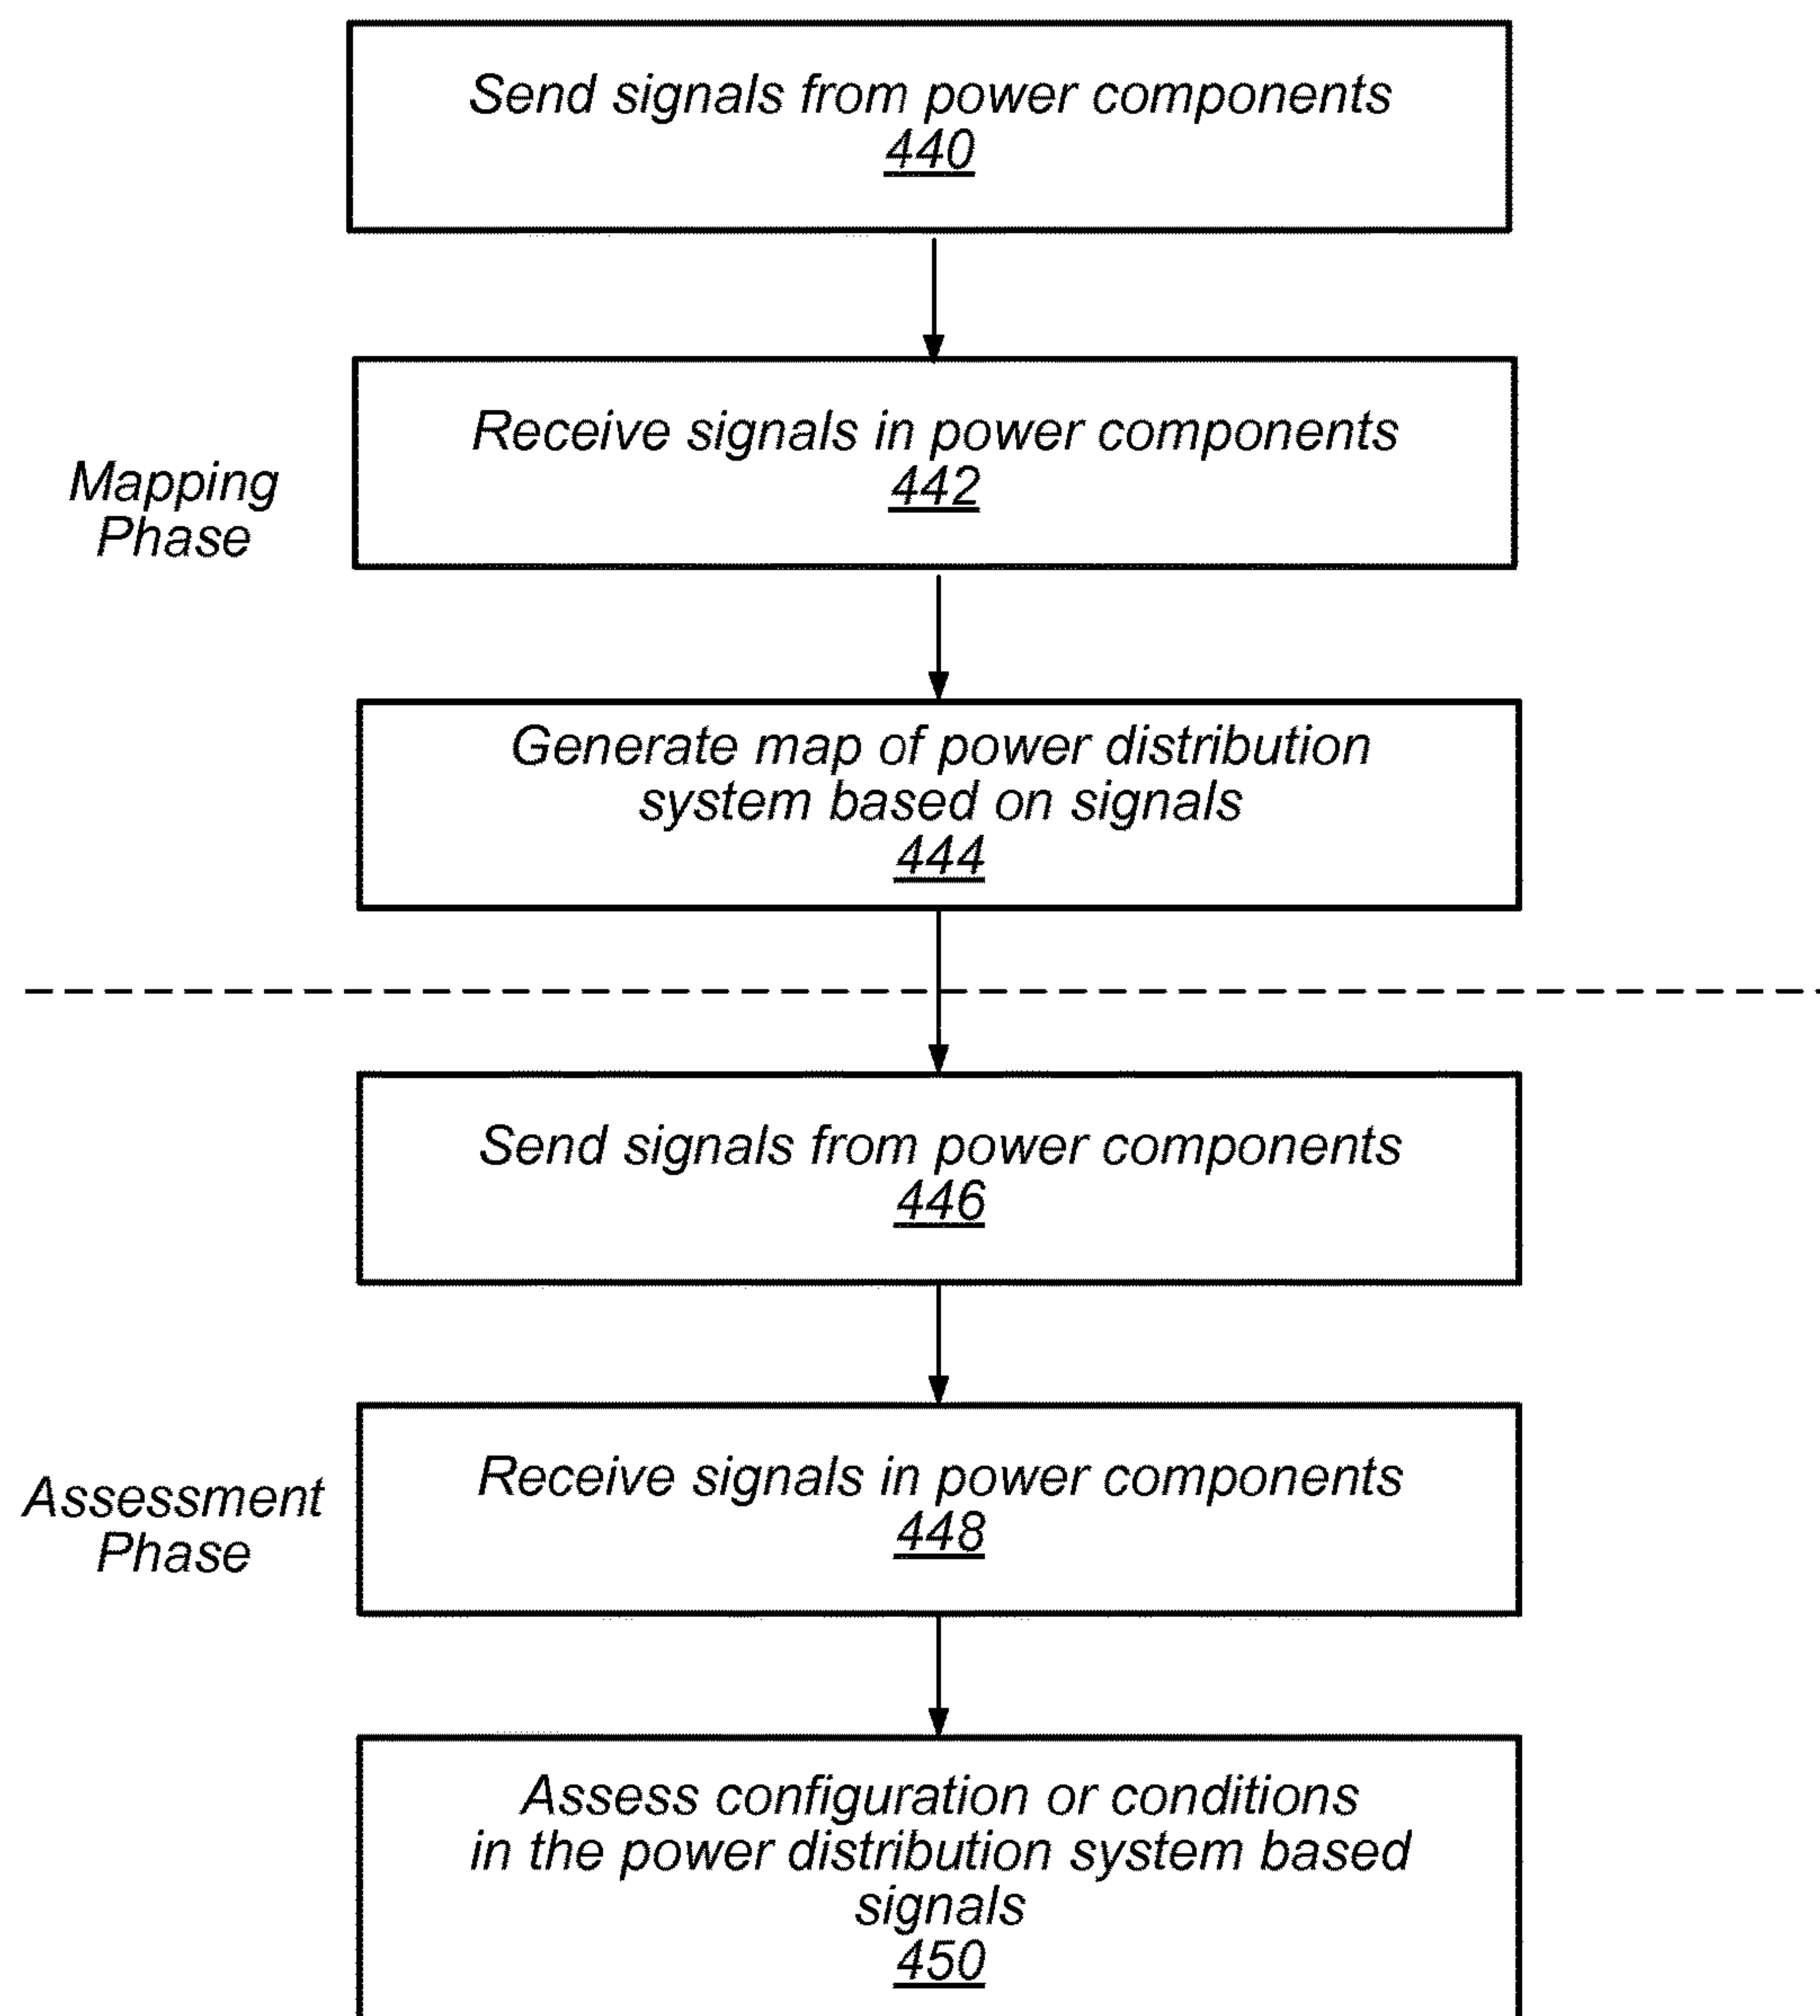 Send signals from power components
440
Receive signals in power components
442
Mapping
Phase
Generate map of power distribution
system based on signals
444
Send signals from power components
446
Receive signals in power components
448
Assessment
Phase
Assess configuration or conditions
in the power distribution system based
signals
450